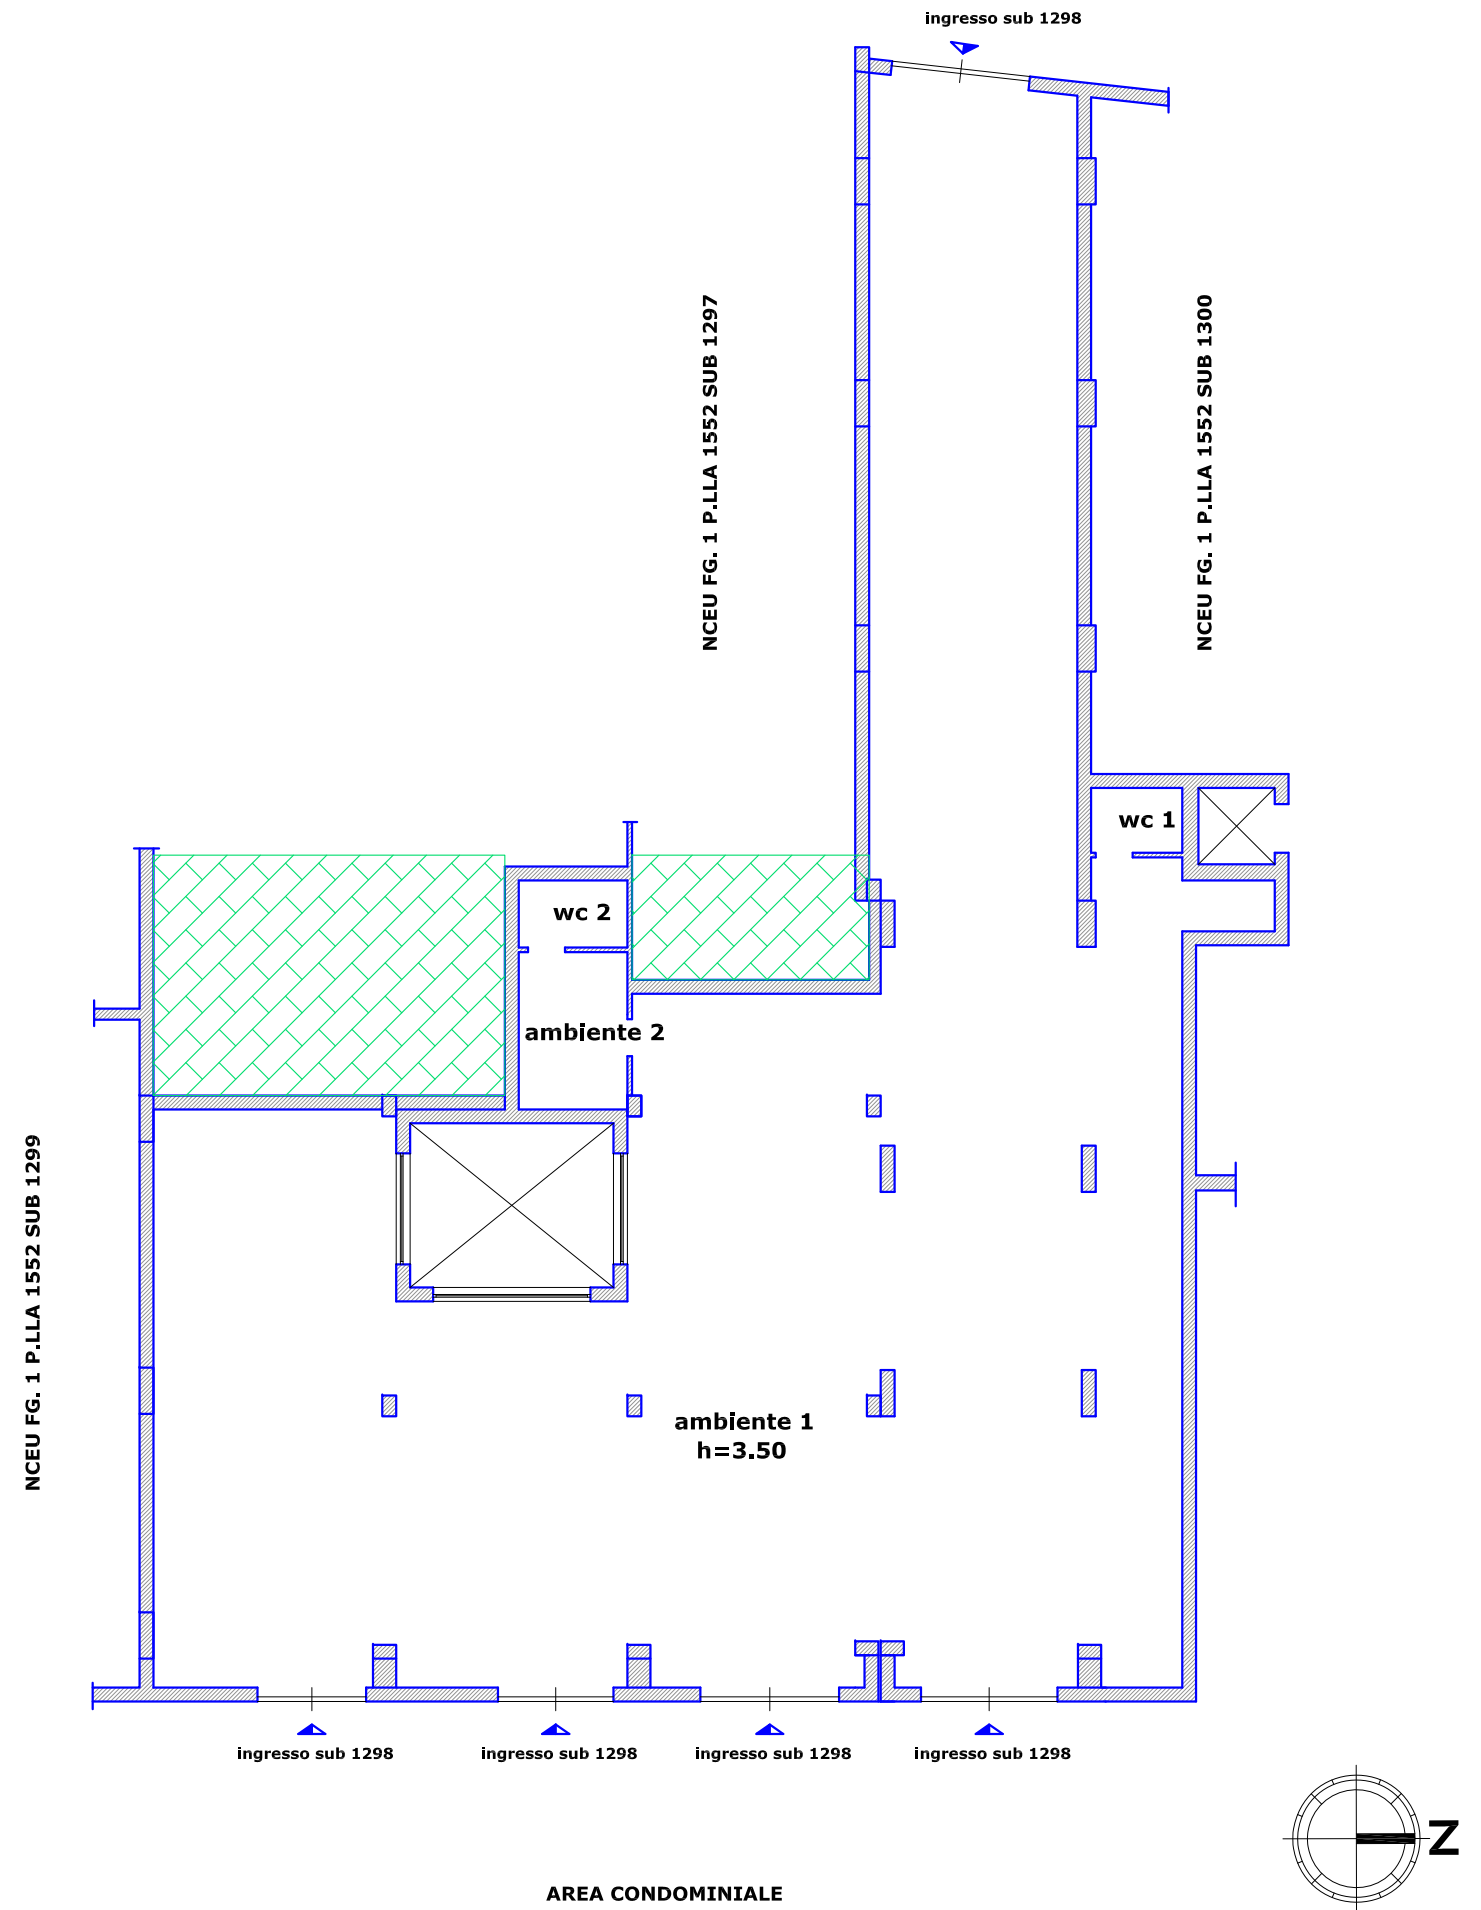 ingresso sub 1298
NCEU FG. 1 P.LLA 1552 SUB 1297
NCEU FG. 1 P.LLA 1552 SUB 1300
wc 1
wc 2
ambiente 2
NCEU FG. 1 P.LLA 1552 SUB 1299
ambiente 1
h=3.50
ingresso sub 1298
ingresso sub 1298
ingresso sub 1298
ingresso sub 1298
N
AREA CONDOMINIALE